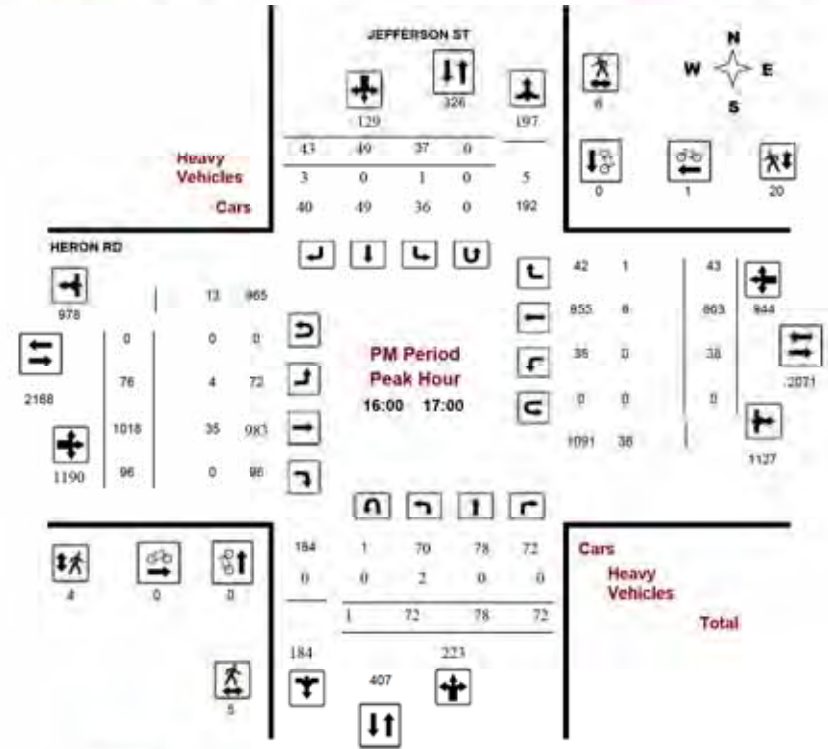 JEFFERSON ST
N
W E
S
326
129
197
6
43 49 37 0
Heavy
Vehicles
3 0 1 0 5
0 1 20
Cars
40 49 36 0 192
HERON RD
978
13 965
42 1 43
855 8 863 944
0 0 0
36 0 36
2168
76 4 72
PM Period
Peak Hour
16:00 17:00
2071
0 0 0
1018 35 983
1091 36
1190
96 0 96
1127
184 1 70 78 72
Cars
0 0 2 0 0
Heavy
Vehicles
4 0 0
1 72 78 72
Total
184
223
407
5